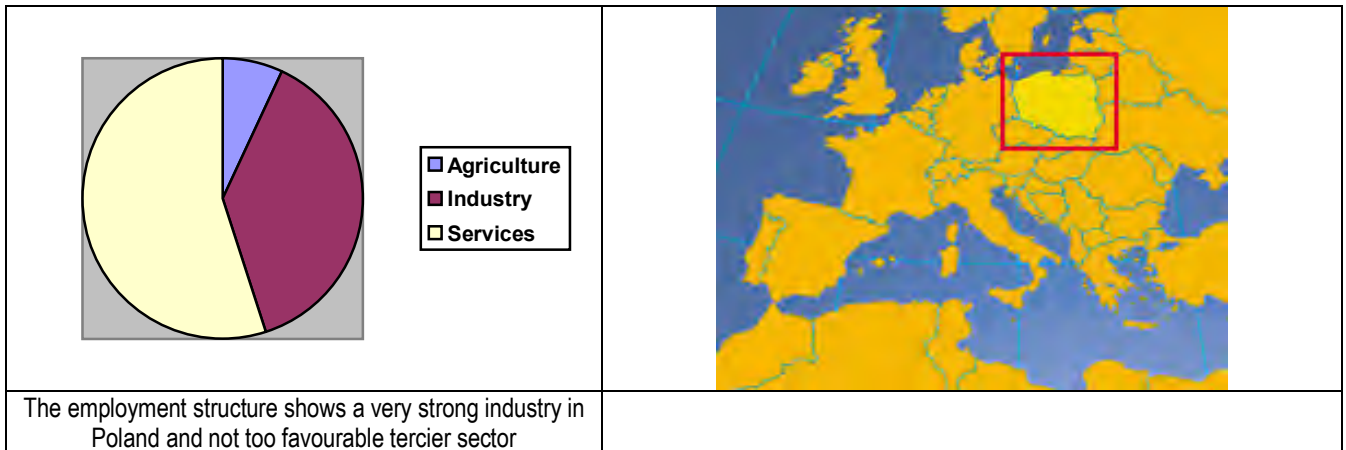 Agriculture
Industry
Services
The employment structure shows a very strong industry in
Poland and not too favourable tercier sector